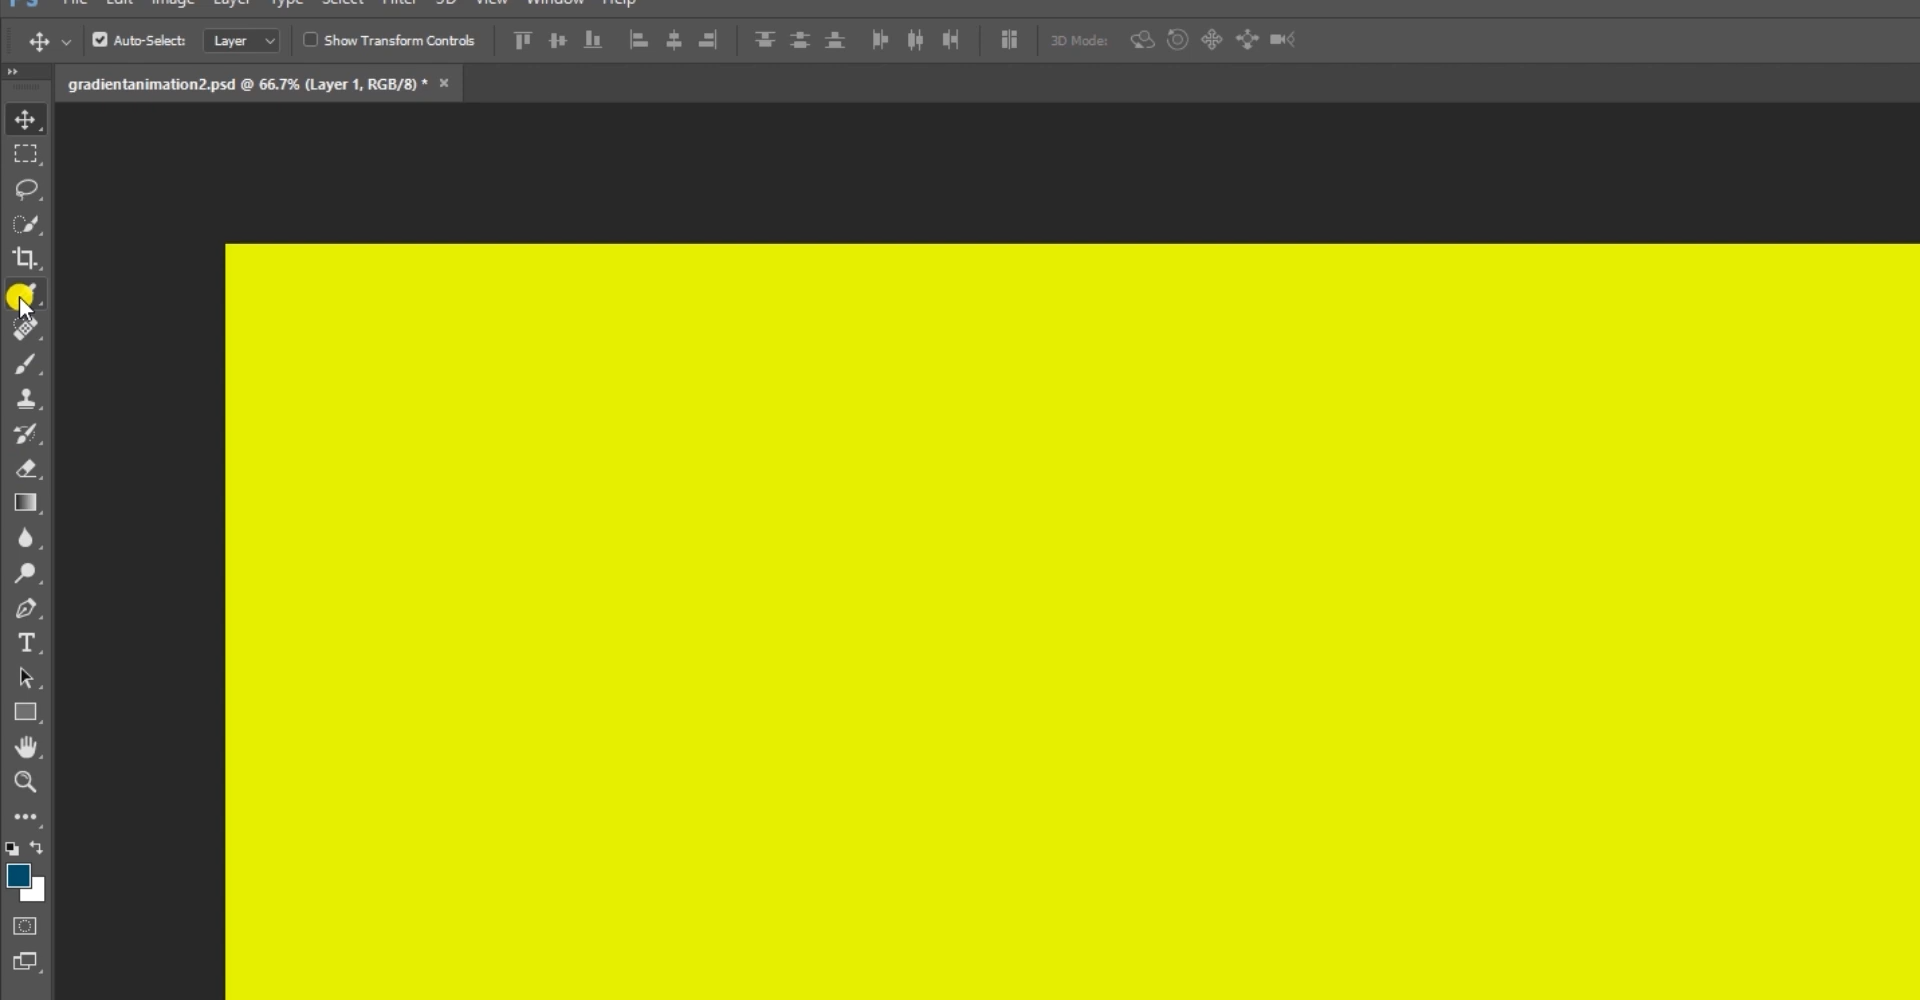 Ps File Edit Image Layer Type Select Filter 3D View Window Help
Auto-Select: Layer Show Transform Controls 3D Mode:
gradientanimation2.psd @ 66.7% (Layer 1, RGB/8) * ×
T